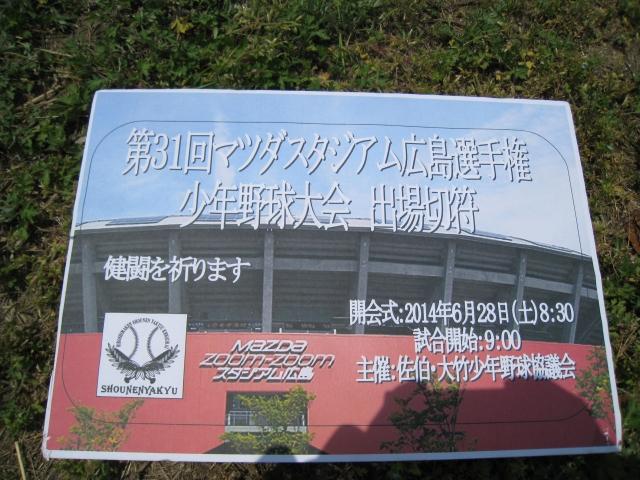 第31回マツダスタジアム広島選手権
少年野球大会 出場切符
健闘を祈ります
開会式:2014年6月28日(土)8:30
試合開始:9:00
主催:佐伯・大竹少年野球協議会
SHOUNENYAKYU
MAZDA
ZOOM-ZOOM
スタジアム広島